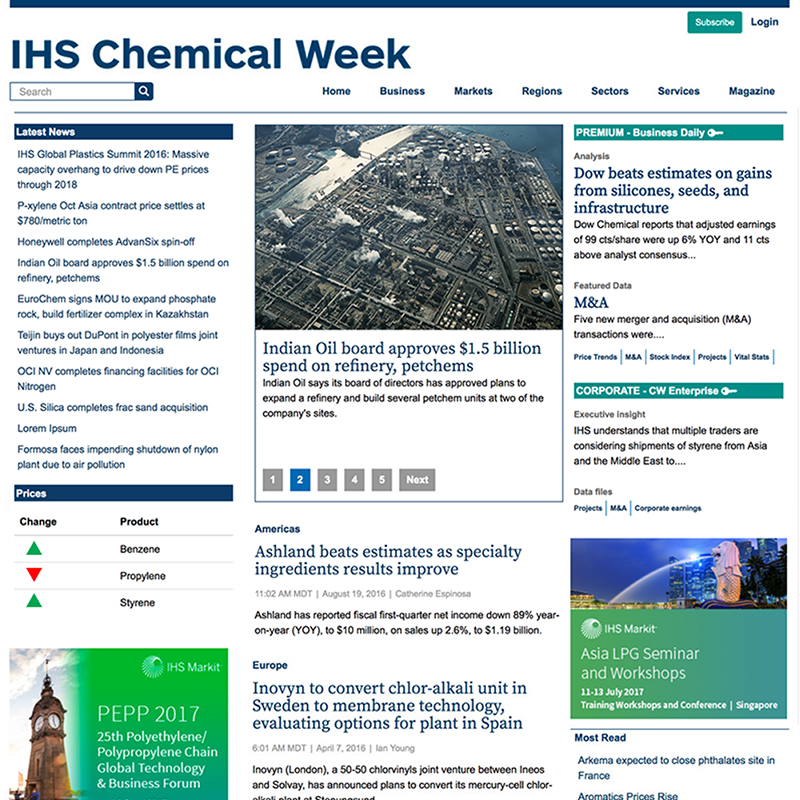 Subscribe
Login
IHS Chemical Week
Search
Home
Business
Markets
Regions
Sectors
Services
Magazine
Latest News
IHS Global Plastics Summit 2016: Massive
capacity overhang to drive down PE prices
through 2018
P-xylene Oct Asia contract price settles at
$780/metric ton
Honeywell completes AdvanSix spin-off
Indian Oil board approves $1.5 billion spend on
refinery, petchems
EuroChem signs MOU to expand phosphate
rock, build fertilizer complex in Kazakhstan
Teijin buys out DuPont in polyester films joint
ventures in Japan and Indonesia
OCI NV completes financing facilities for OCI
Nitrogen
U.S. Silica completes frac sand acquisition
Lorem Ipsum
Formosa faces impending shutdown of nylon
plant due to air pollution
Prices
Change Product
Benzene
Propylene
Styrene
IHS Markit
PEPP 2017
25th Polyethylene/
Polypropylene Chain
Global Technology
& Business Forum
Indian Oil board approves $1.5 billion
spend on refinery, petchems
Indian Oil says its board of directors has approved plans to
expand a refinery and build several petchem units at two of the
company's sites.
1 2 3 4 5 Next
Americas
Ashland beats estimates as specialty
ingredients results improve
11:02 AM MDT | August 19, 2016 | Catherine Espinosa
Ashland has reported fiscal first-quarter net income down 89% year-
on-year (YOY), to $10 million, on sales up 2.6%, to $1.19 billion.
Europe
Inovyn to convert chlor-alkali unit in
Sweden to membrane technology,
evaluating options for plant in Spain
6:01 AM MDT | April 7, 2016 | Ian Young
Inovyn (London), a 50-50 chlorvinyls joint venture between Ineos
and Solvay, has announced plans to convert its mercury-cell chlor-
alkali plant at Stenungsund
PREMIUM - Business Daily
Analysis
Dow beats estimates on gains
from silicones, seeds, and
infrastructure
Dow Chemical reports that adjusted earnings
of 99 cts/share were up 6% YOY and 11 cts
above analyst consensus...
Featured Data
M&A
Five new merger and acquisition (M&A)
transactions were....
Price Trends | M&A | Stock Index | Projects | Vital Stats |
CORPORATE - CW Enterprise
Executive insight
IHS understands that multiple traders are
considering shipments of styrene from Asia
and the Middle East to....
Data files
Projects | M&A | Corporate earnings
IHS Markit
Asia LPG Seminar
and Workshops
11-13 July 2017
Training Workshops and Conference | Singapore
Most Read
Arkema expected to close phthalates site in
France
Aromatics Prices Rise